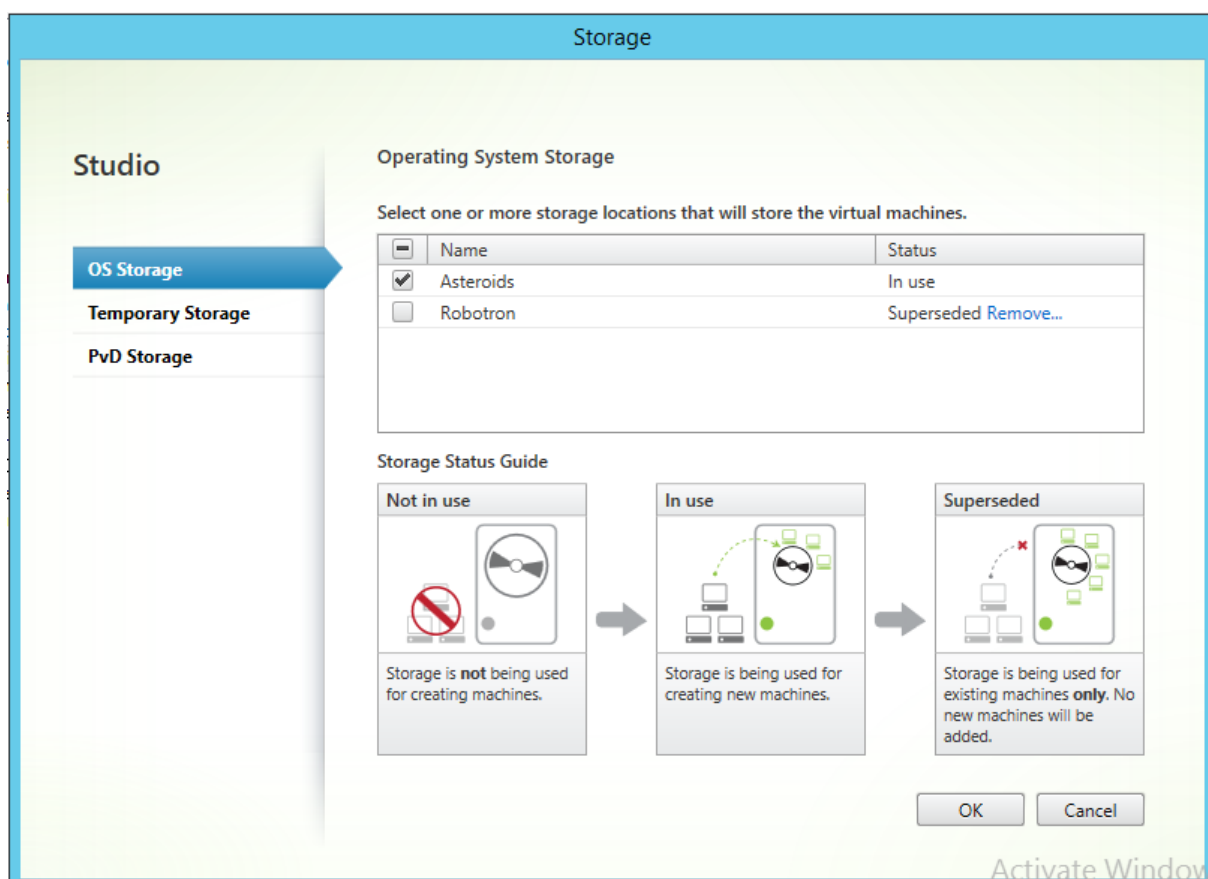 Storage
Studio
OS Storage
Temporary Storage
PvD Storage
Operating System Storage
Select one or more storage locations that will store the virtual machines.
Name Status
Asteroids In use
Robotron Superseded Remove...
Storage Status Guide
Not in use
Storage is not being used
for creating machines.
In use
Storage is being used for
creating new machines.
Superseded
Storage is being used for
existing machines only. No
new machines will be
added.
OK Cancel
Activate Window